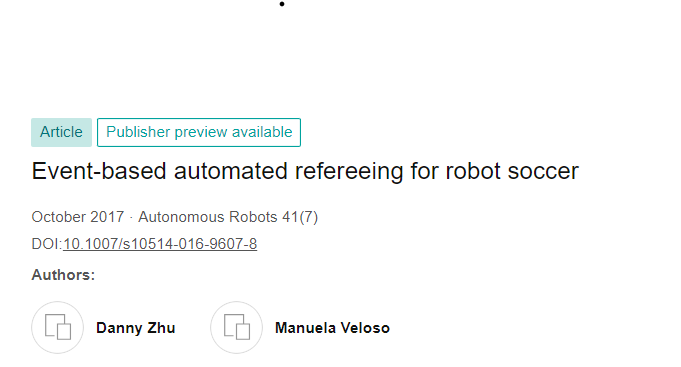 Article Publisher preview available
Event-based automated refereeing for robot soccer
October 2017 · Autonomous Robots 41(7)
DOI:10.1007/s10514-016-9607-8
Authors:
Danny Zhu Manuela Veloso